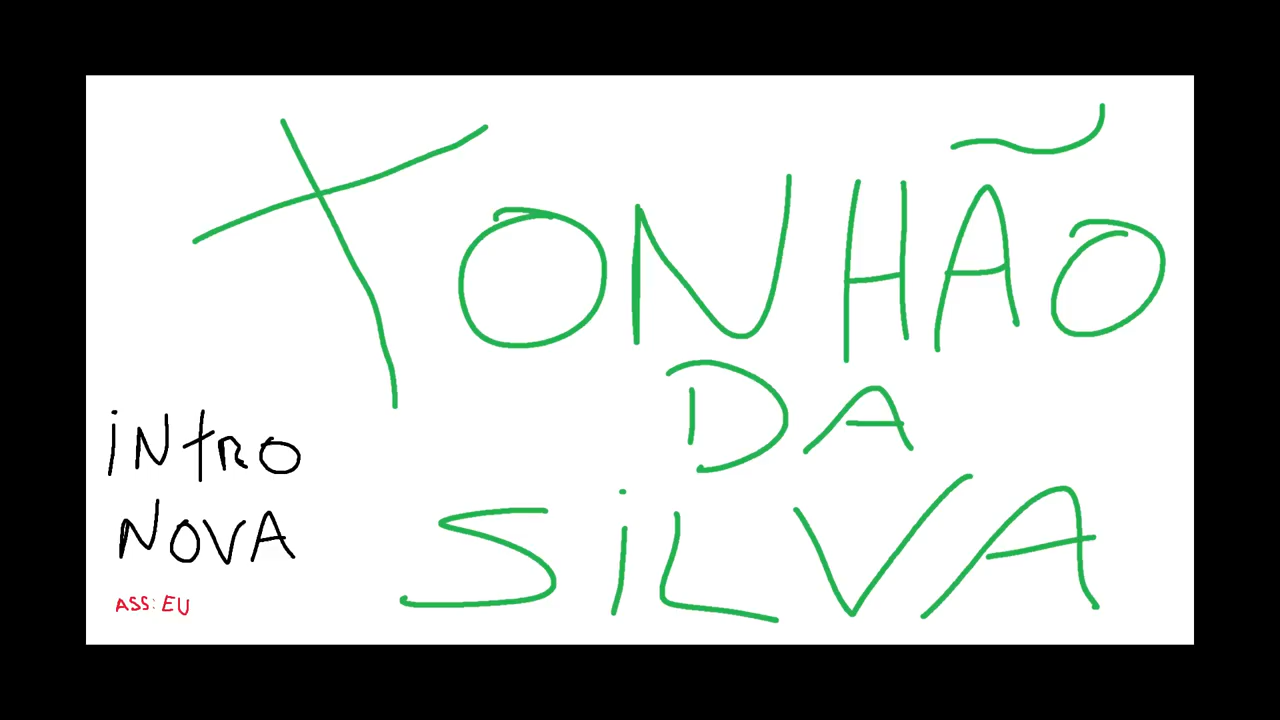 TONHÃO
DA
SiLVA
iNtRO
NOVA
ASS: EU